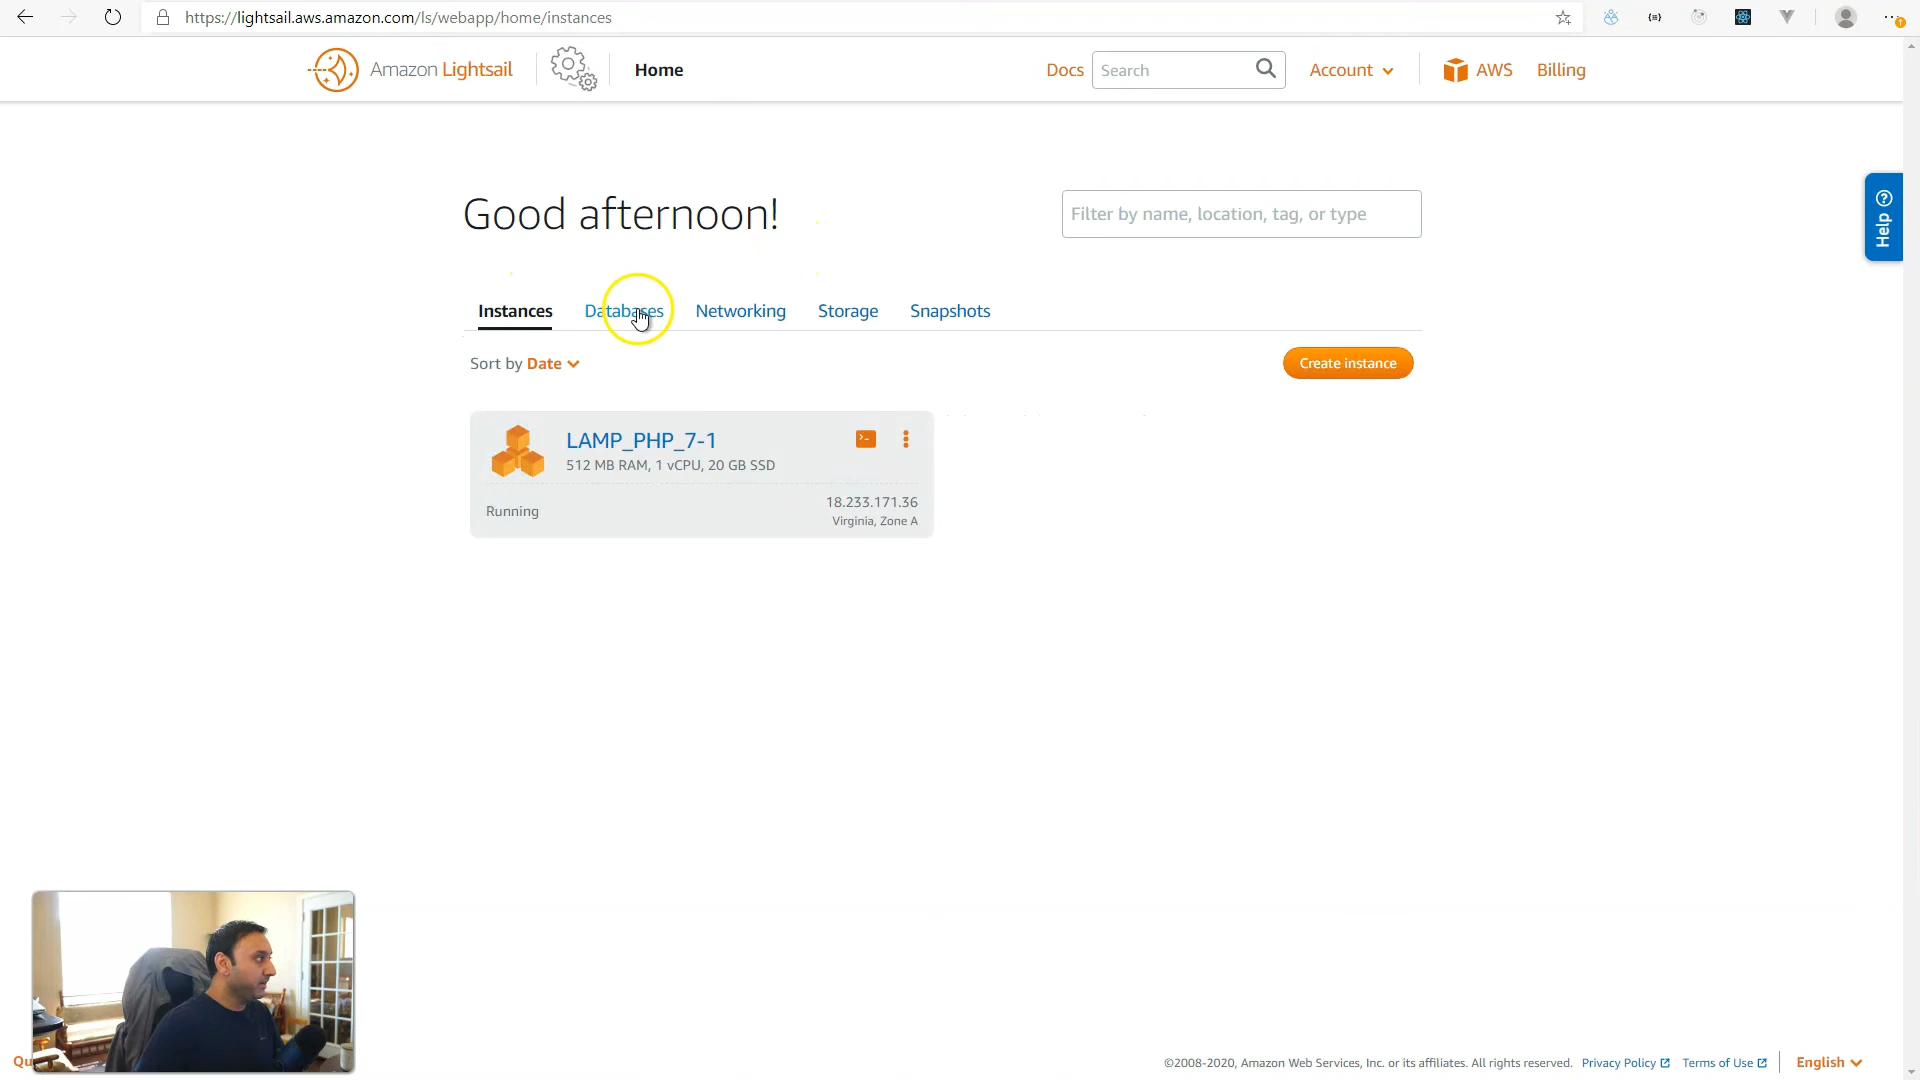 https://lightsail.aws.amazon.com/ls/webapp/home/instances
Amazon Lightsail
Home
Docs
Search
Account
AWS
Billing
Help
Good afternoon!
Filter by name, location, tag, or type
Instances
Databases
Networking
Storage
Snapshots
Sort by Date
Create instance
LAMP_PHP_7-1
512 MB RAM, 1 vCPU, 20 GB SSD
Running
18.233.171.36
Virginia, Zone A
©2008-2020, Amazon Web Services, Inc. or its affiliates. All rights reserved.
Privacy Policy
Terms of Use
English